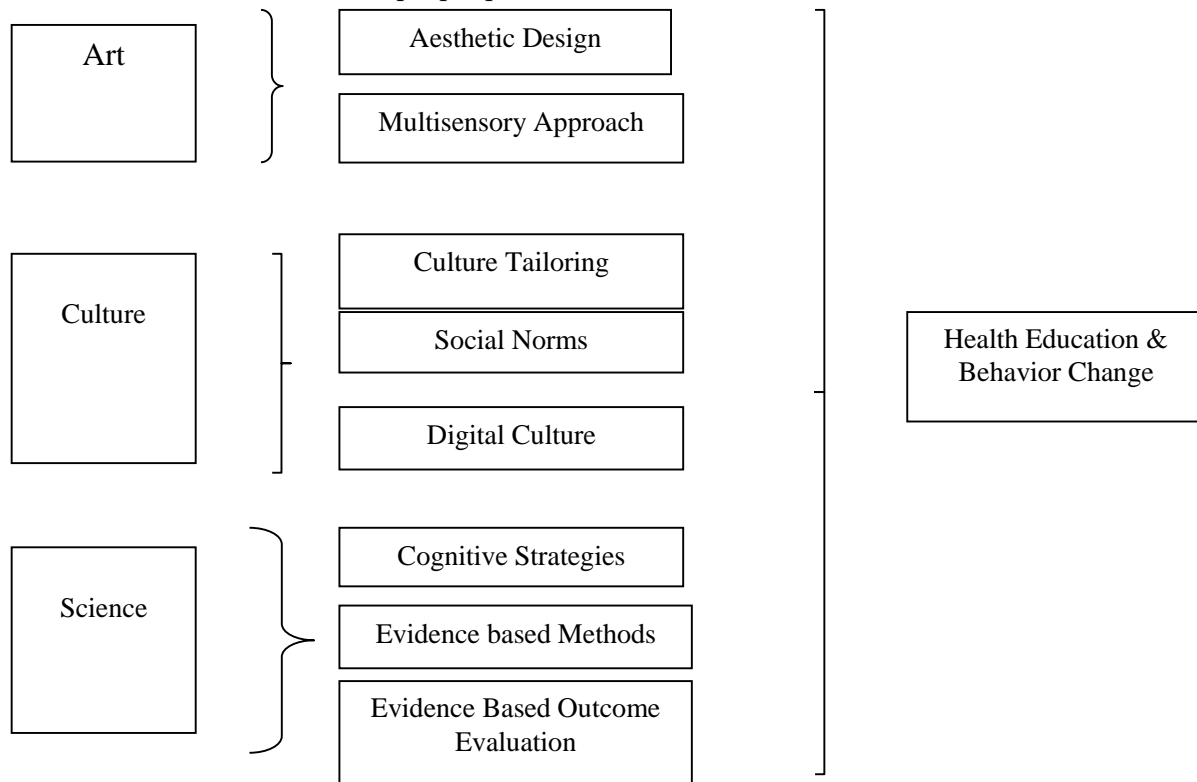 Art
Aesthetic Design
Multisensory Approach
Culture
Culture Tailoring
Social Norms
Digital Culture
Science
Cognitive Strategies
Evidence based Methods
Evidence Based Outcome
Evaluation
Health Education &
Behavior Change